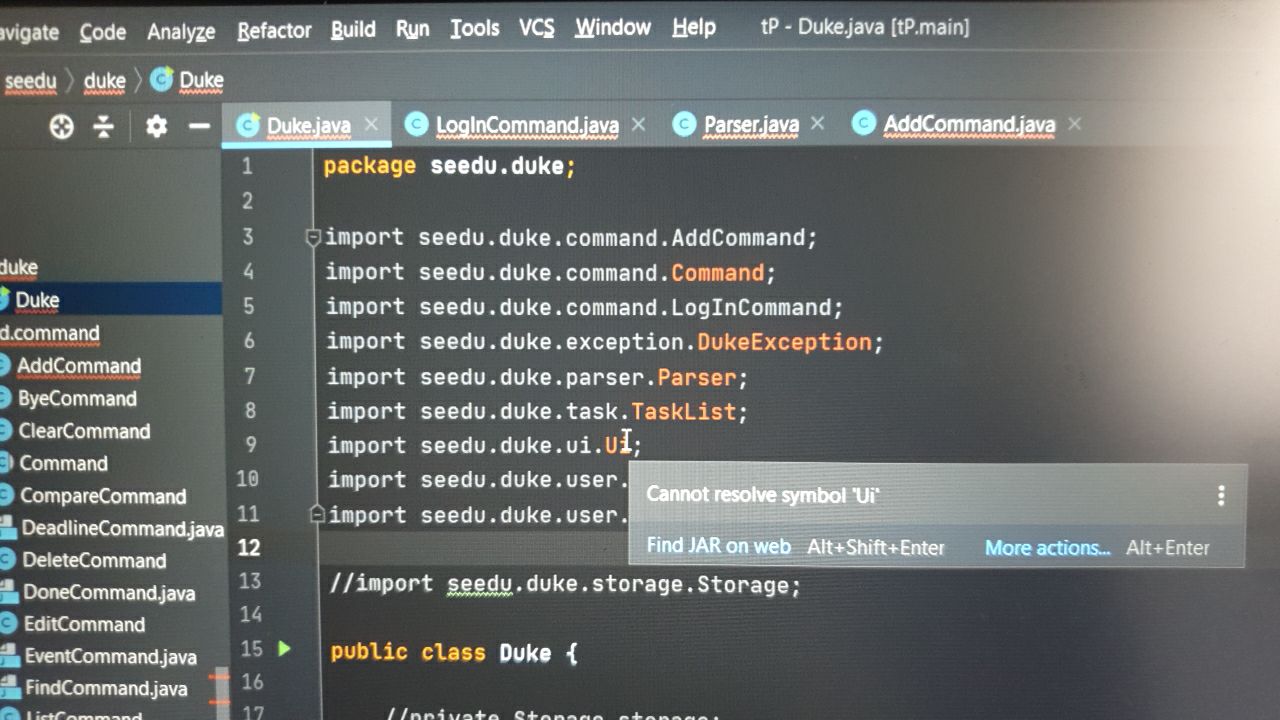 Code Analyze Refactor Build Run Tools VCS Window Help tP - Duke.java [tP.main]
seedu duke Duke
Duke.java LogInCommand.java Parser.java AddCommand.java
1 package seedu.duke;
2
3 import seedu.duke.command.AddCommand;
4 import seedu.duke.command.Command;
5 import seedu.duke.command.LogInCommand;
6 import seedu.duke.exception.DukeException;
7 import seedu.duke.parser.Parser;
8 import seedu.duke.task.TaskList;
9 import seedu.duke.ui.Ui;
10 import seedu.duke.user.
11 import seedu.duke.user.
12
13 //import seedu.duke.storage.Storage;
14
15 public class Duke {
16
17 //private Storage storage;
Cannot resolve symbol 'Ui'
Find JAR on web Alt+Shift+Enter More actions... Alt+Enter
duke
Duke
d.command
AddCommand
ByeCommand
ClearCommand
Command
CompareCommand
DeadlineCommand.java
DeleteCommand
DoneCommand.java
EditCommand
EventCommand.java
FindCommand.java
ListCommand